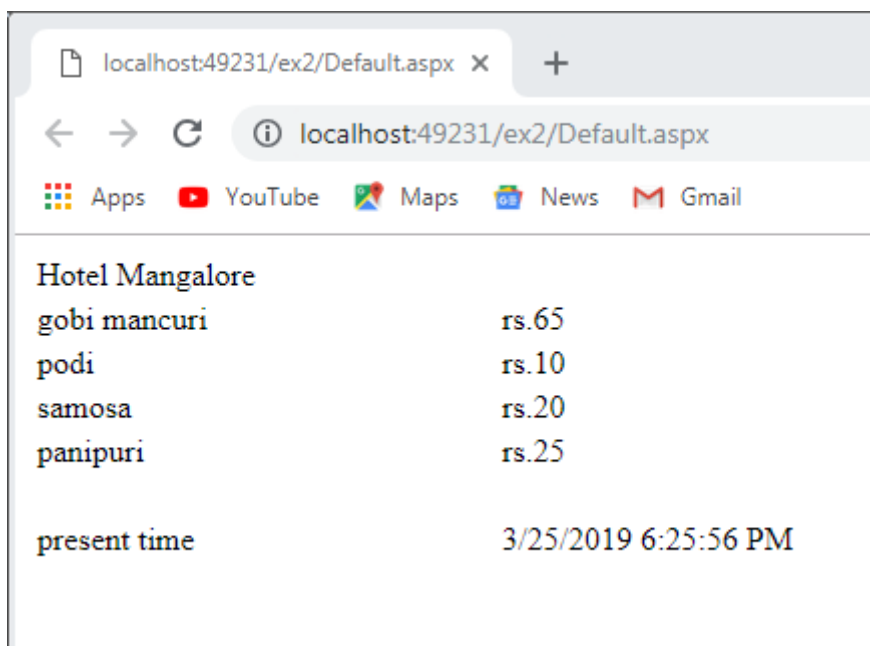 localhost:49231/ex2/Default.aspx
localhost:49231/ex2/Default.aspx
Apps YouTube Maps News Gmail
Hotel Mangalore
gobi mancuri rs.65
podi rs.10
samosa rs.20
panipuri rs.25
present time 3/25/2019 6:25:56 PM